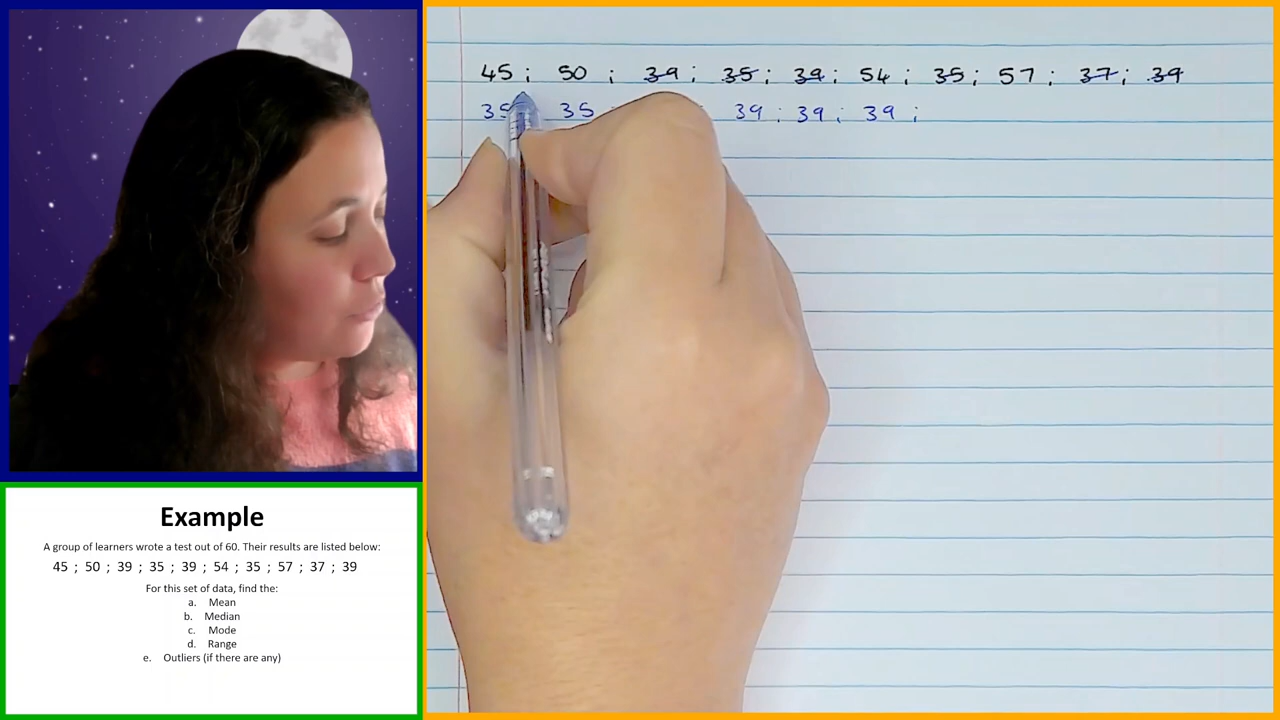 45 ; 50 ; 39 ; 35 ; 39 ; 54 ; 35 ; 57 ; 37 ; 39
35 35 ; 39 ; 39 ; 39 ;
Example
A group of learners wrote a test out of 60. Their results are listed below:
45 ; 50 ; 39 ; 35 ; 39 ; 54 ; 35 ; 57 ; 37 ; 39
For this set of data, find the:
a. Mean
b. Median
c. Mode
d. Range
e. Outliers (if there are any)